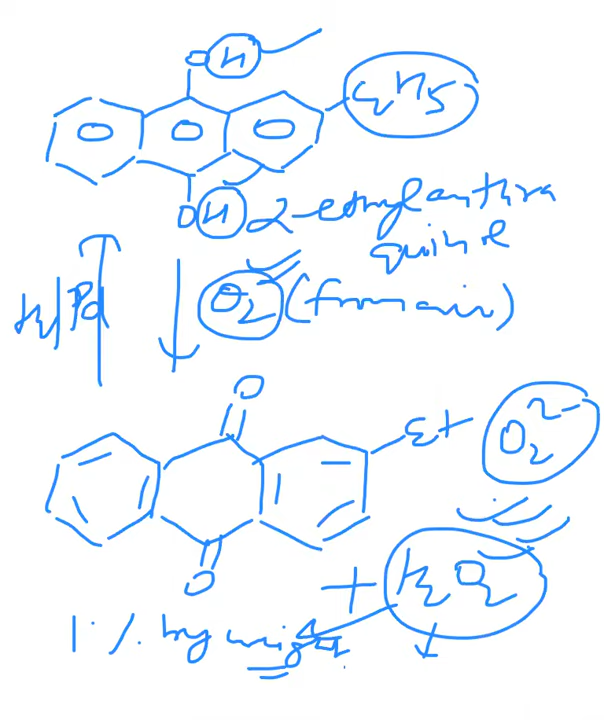 OH
C2H5
OH 2-ethylanthra
quinol
H2/Pd O2 (from air)
O
Et O2 2-
O
+ H2O2
1 % by weight